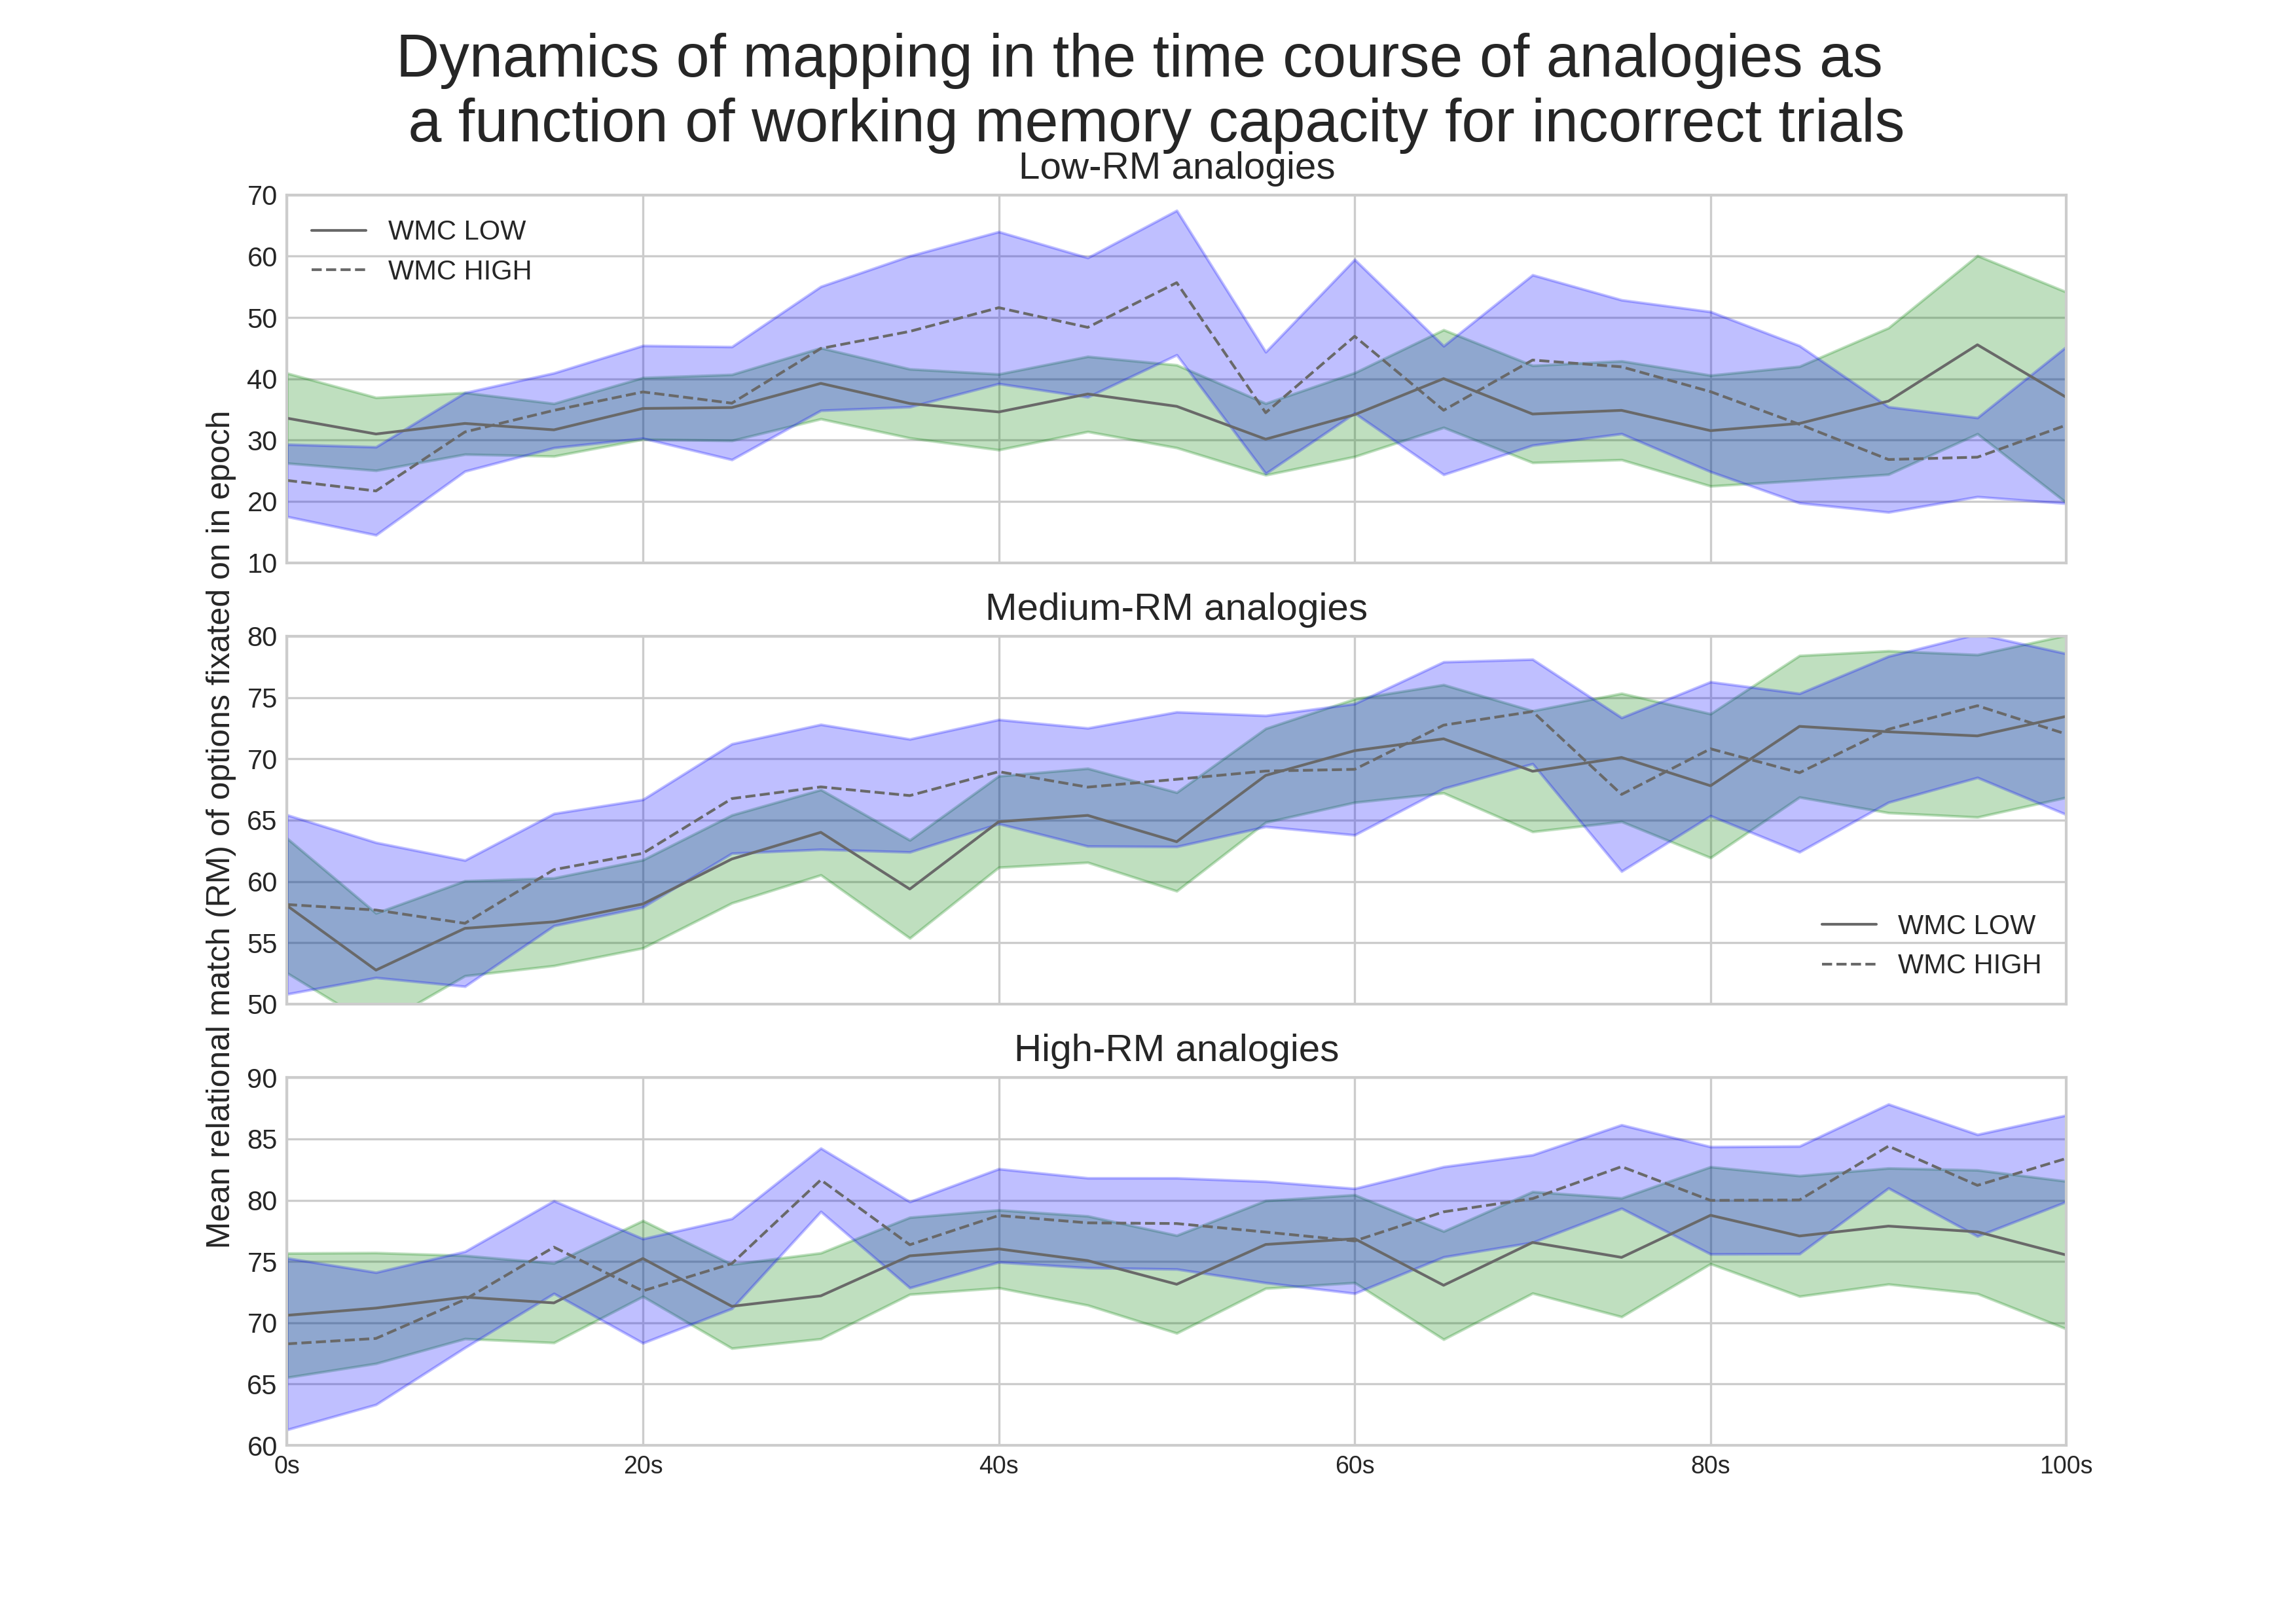 Dynamics of mapping in the time course of analogies as
a function of working memory capacity for incorrect trials
Mean relational match (RM) of options fixated on in epoch
Low-RM analogies
70
60
50
40
30
20
10
WMC LOW
WMC HIGH
Medium-RM analogies
80
75
70
65
60
55
50
WMC LOW
WMC HIGH
High-RM analogies
90
85
80
75
70
65
60
0s 20s 40s 60s 80s 100s